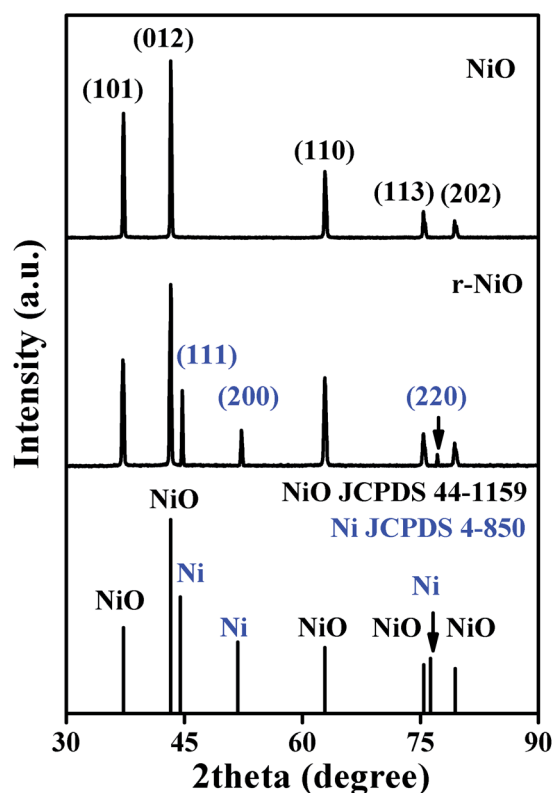 (012)
NiO
(101)
(110)
(113) (202)
r-NiO
(111)
(200)
(220)
NiO JCPDS 44-1159
Ni JCPDS 4-850
NiO
Ni
Ni
NiO
Ni
NiO
NiO
NiO
30 45 60 75 90
2theta (degree)
Intensity (a.u.)